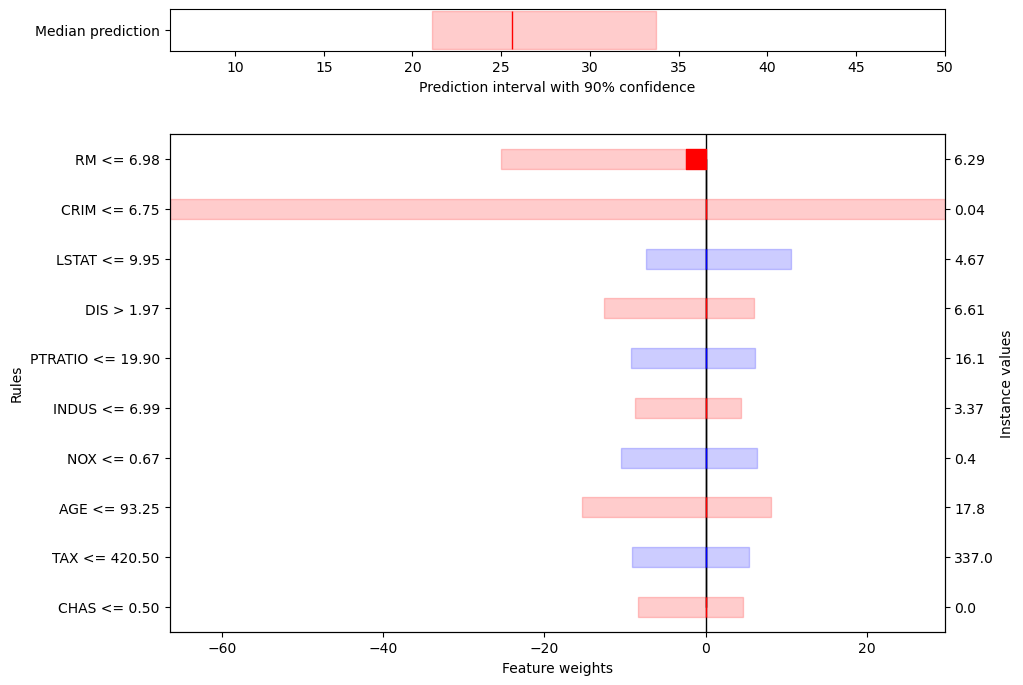 Median prediction
10 15 20 25 30 35 40 45 50
Prediction interval with 90% confidence
RM <= 6.98 6.29
CRIM <= 6.75 0.04
LSTAT <= 9.95 4.67
DIS > 1.97 6.61
PTRATIO <= 19.90 16.1
INDUS <= 6.99 3.37
NOX <= 0.67 0.4
AGE <= 93.25 17.8
TAX <= 420.50 337.0
CHAS <= 0.50 0.0
Rules
Instance values
−60 −40 −20 0 20
Feature weights